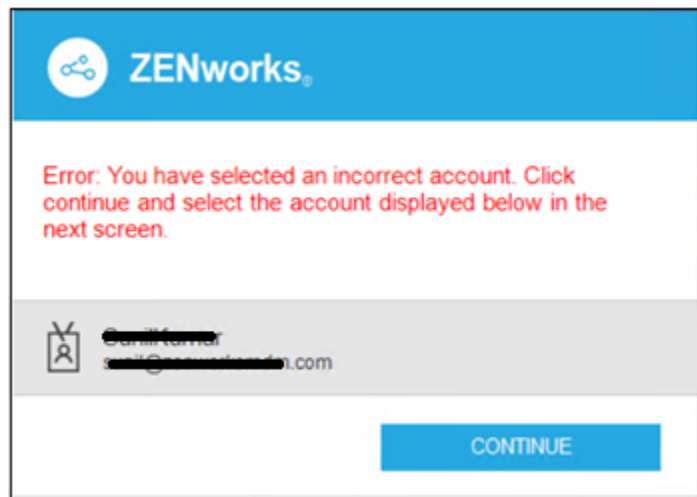 ZENworks®
Error: You have selected an incorrect account. Click
continue and select the account displayed below in the
next screen.
.com
CONTINUE